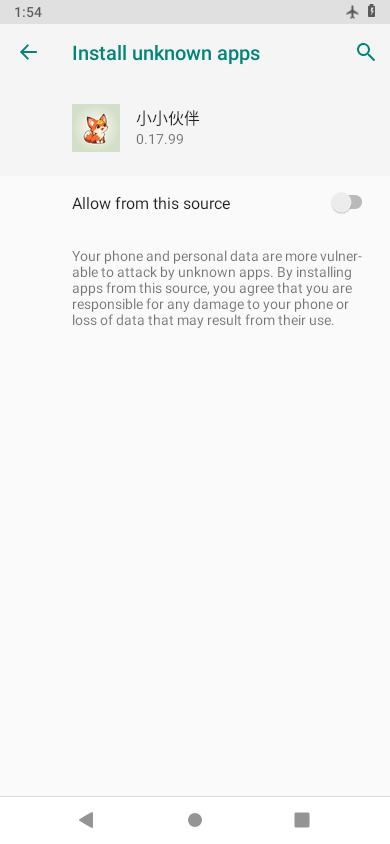 1:54
Install unknown apps
小小伙伴
0.17.99
Allow from this source
Your phone and personal data are more vulner-
able to attack by unknown apps. By installing
apps from this source, you agree that you are
responsible for any damage to your phone or
loss of data that may result from their use.